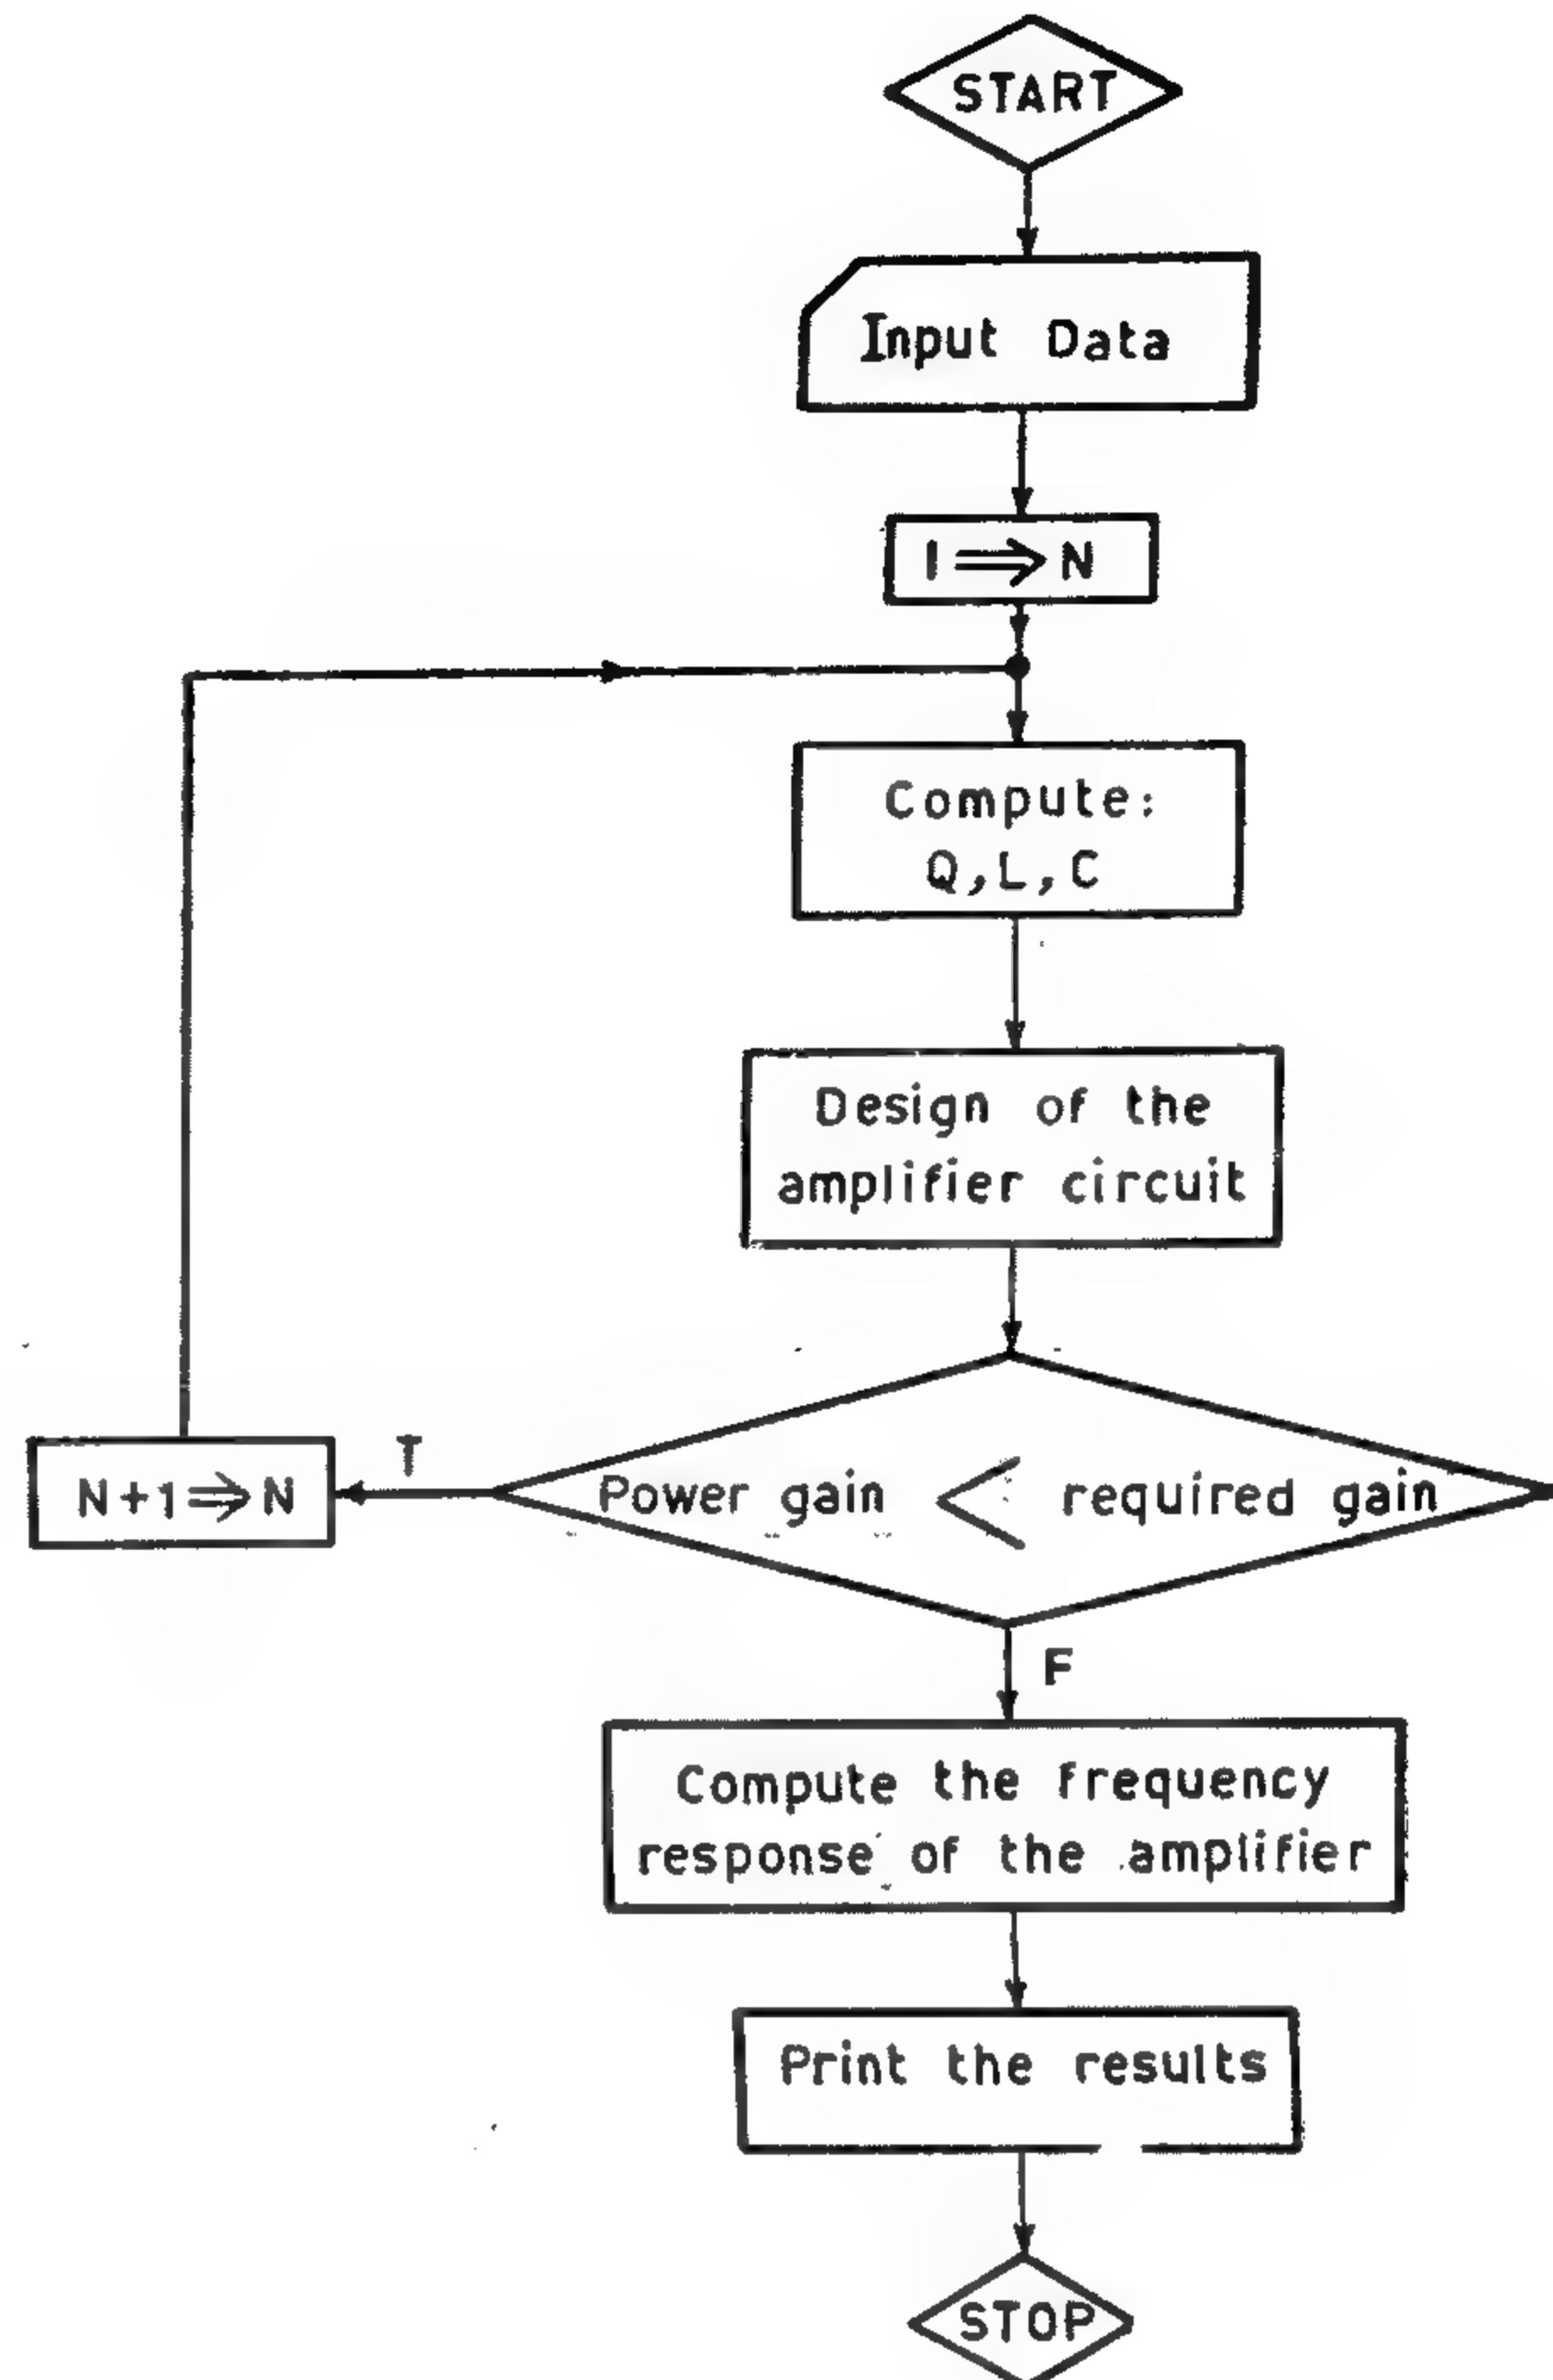 START
Input Data
1 ⟹ N
Compute:
Q, L, C
Design of the
amplifier circuit
Power gain < required gain
T
N+1 ⟹ N
F
Compute the frequency
response of the amplifier
Print the results
STOP